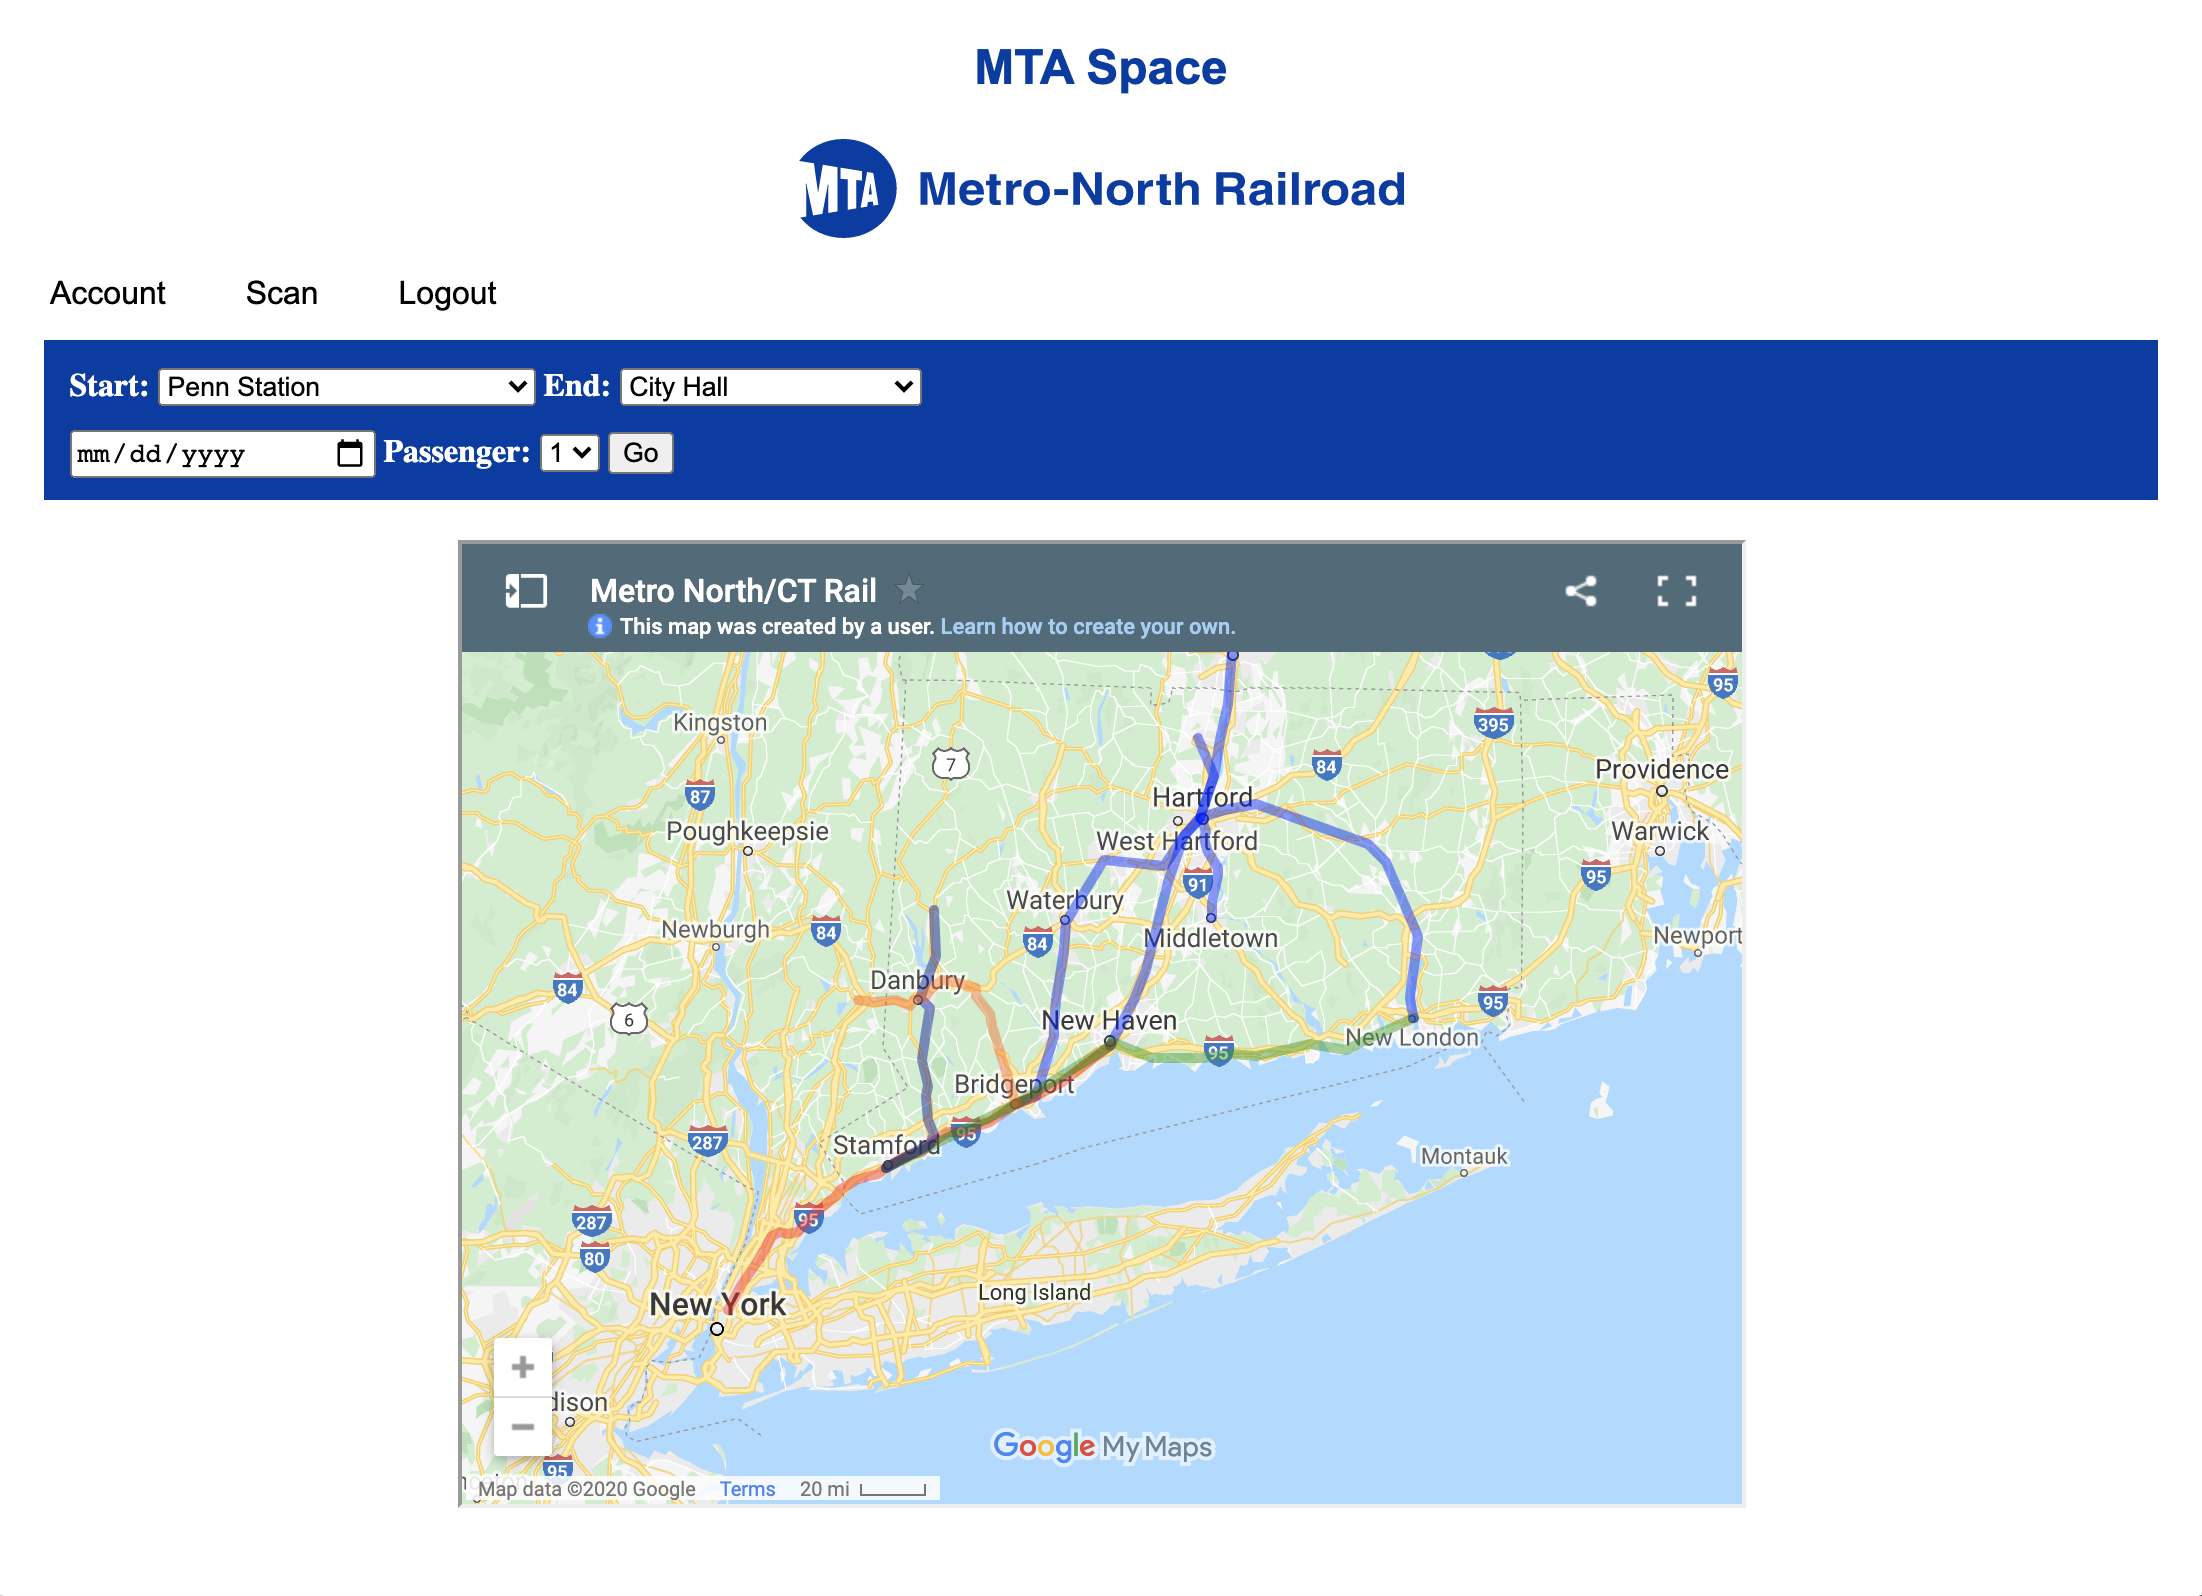 MTA Space
MTA Metro-North Railroad
Account Scan Logout
Start: Penn Station End: City Hall
mm/dd/yyyy Passenger: 1 Go
Metro North/CT Rail
This map was created by a user. Learn how to create your own.
95
Kingston
395
7
84
Providence
87
Hartford
Poughkeepsie
Warwick
West Hartford
95
91
Waterbury
Newburgh
84
84
Middletown
Newport
Danbury
84
95
6
New Haven
New London
95
Bridgeport
95
287
Stamford
Montauk
95
287
80
Long Island
New York
dison
Google My Maps
95
Map data ©2020 Google Terms 20 mi